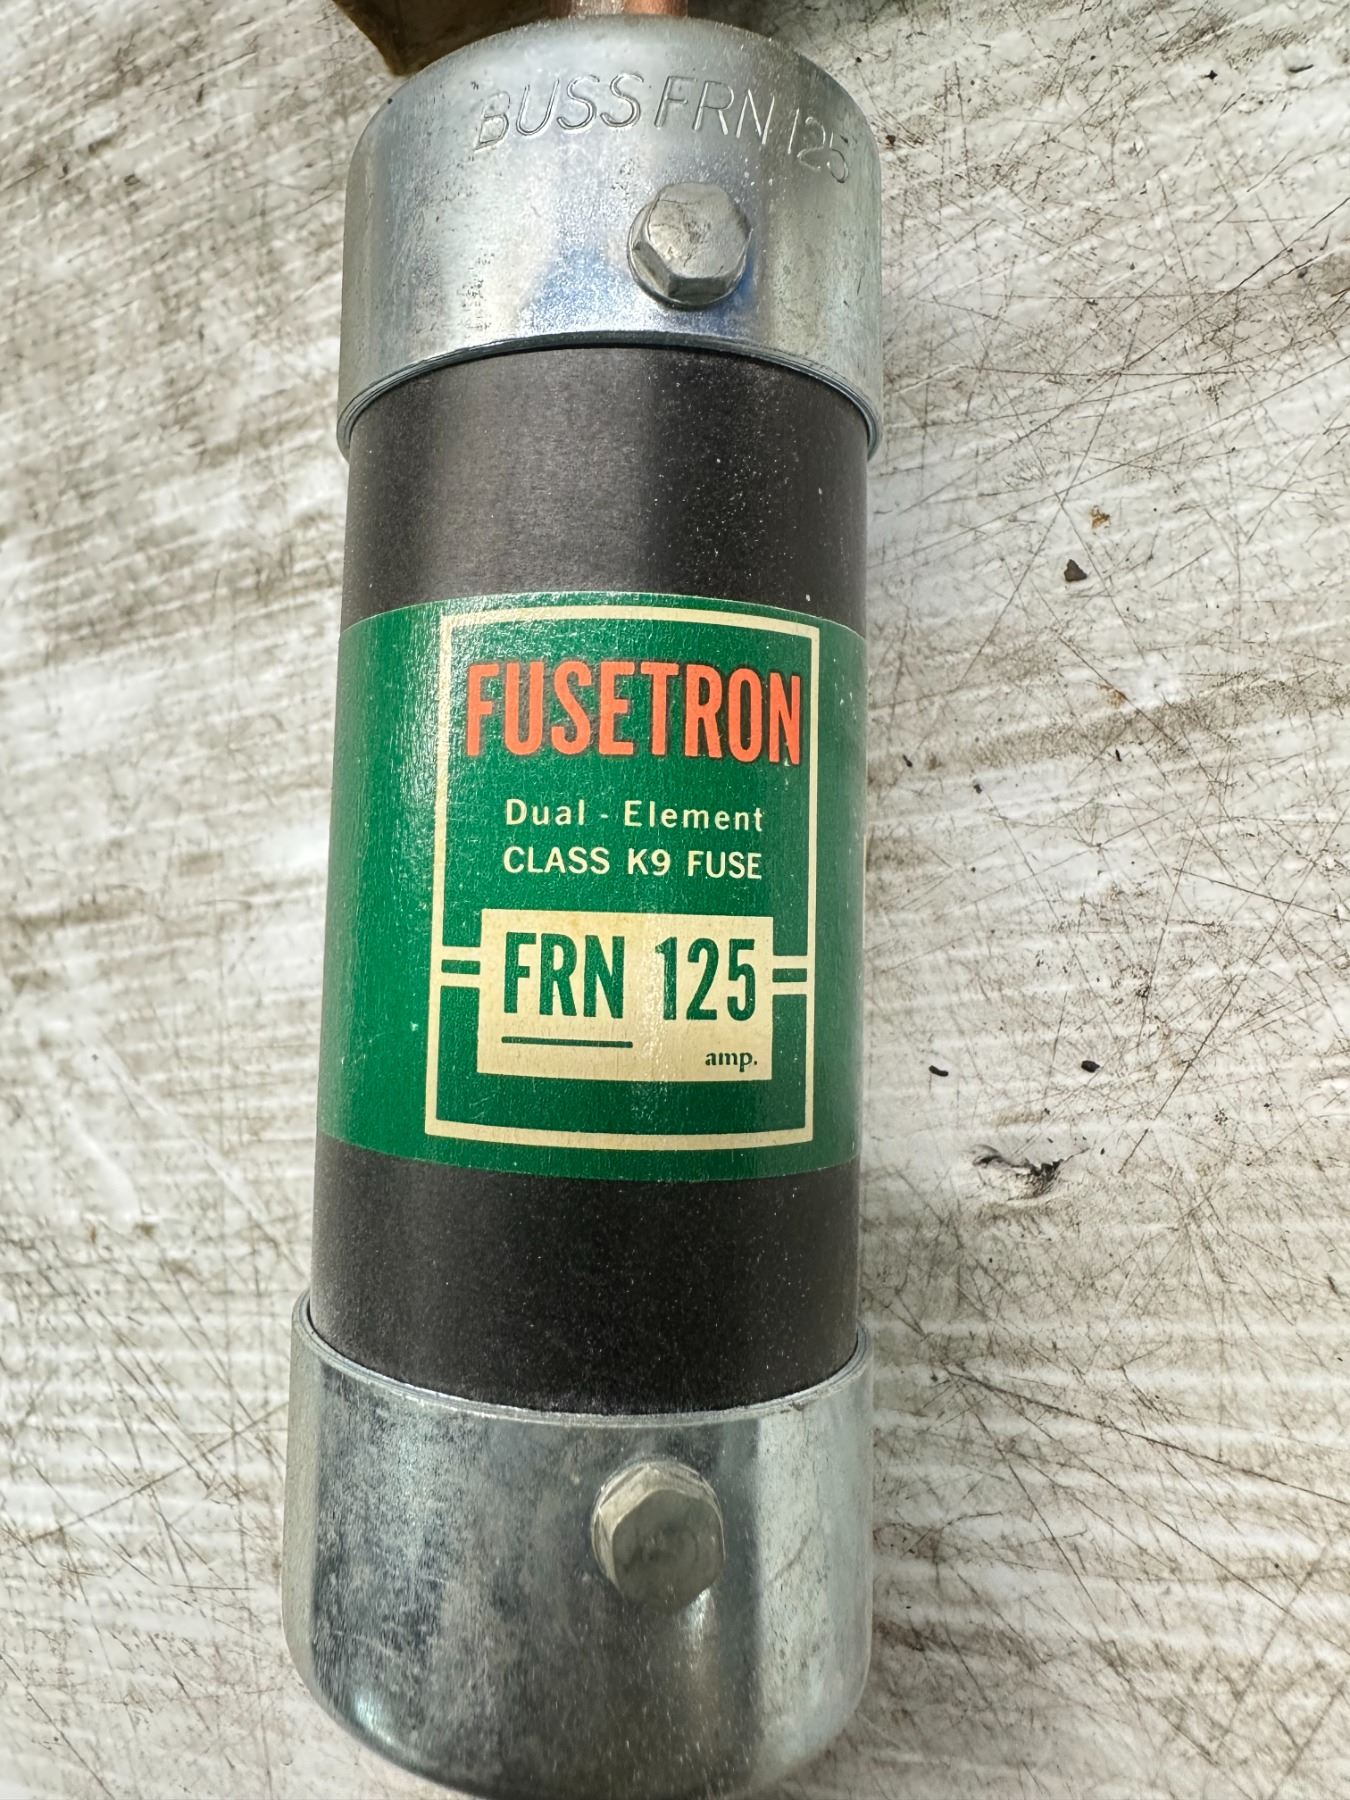 BUSS FRN 125
FUSETRON
Dual - Element
CLASS K9 FUSE
FRN 125
amp.